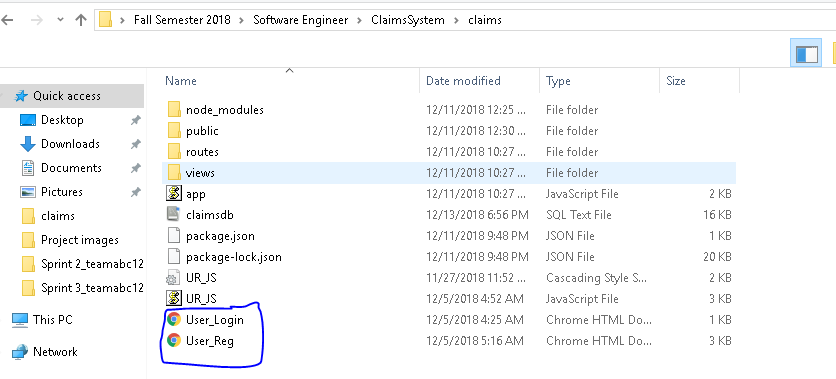 Fall Semester 2018 > Software Engineer > ClaimsSystem > claims
Name Date modified Type Size
Quick access
Desktop
Downloads
Documents
Pictures
claims
Project images
Sprint 2_teamabc12
Sprint 3_teamabc12
This PC
Network
node_modules 12/11/2018 12:25 ... File folder
public 12/11/2018 12:30 ... File folder
routes 12/11/2018 10:27 ... File folder
views 12/11/2018 10:27 ... File folder
app 12/11/2018 10:27 ... JavaScript File 2 KB
claimsdb 12/13/2018 6:56 PM SQL Text File 16 KB
package.json 12/11/2018 9:48 PM JSON File 1 KB
package-lock.json 12/11/2018 9:48 PM JSON File 20 KB
UR_JS 11/27/2018 11:52 ... Cascading Style S... 2 KB
UR_JS 12/5/2018 4:52 AM JavaScript File 3 KB
User_Login 12/5/2018 4:25 AM Chrome HTML Do... 1 KB
User_Reg 12/5/2018 5:16 AM Chrome HTML Do... 3 KB